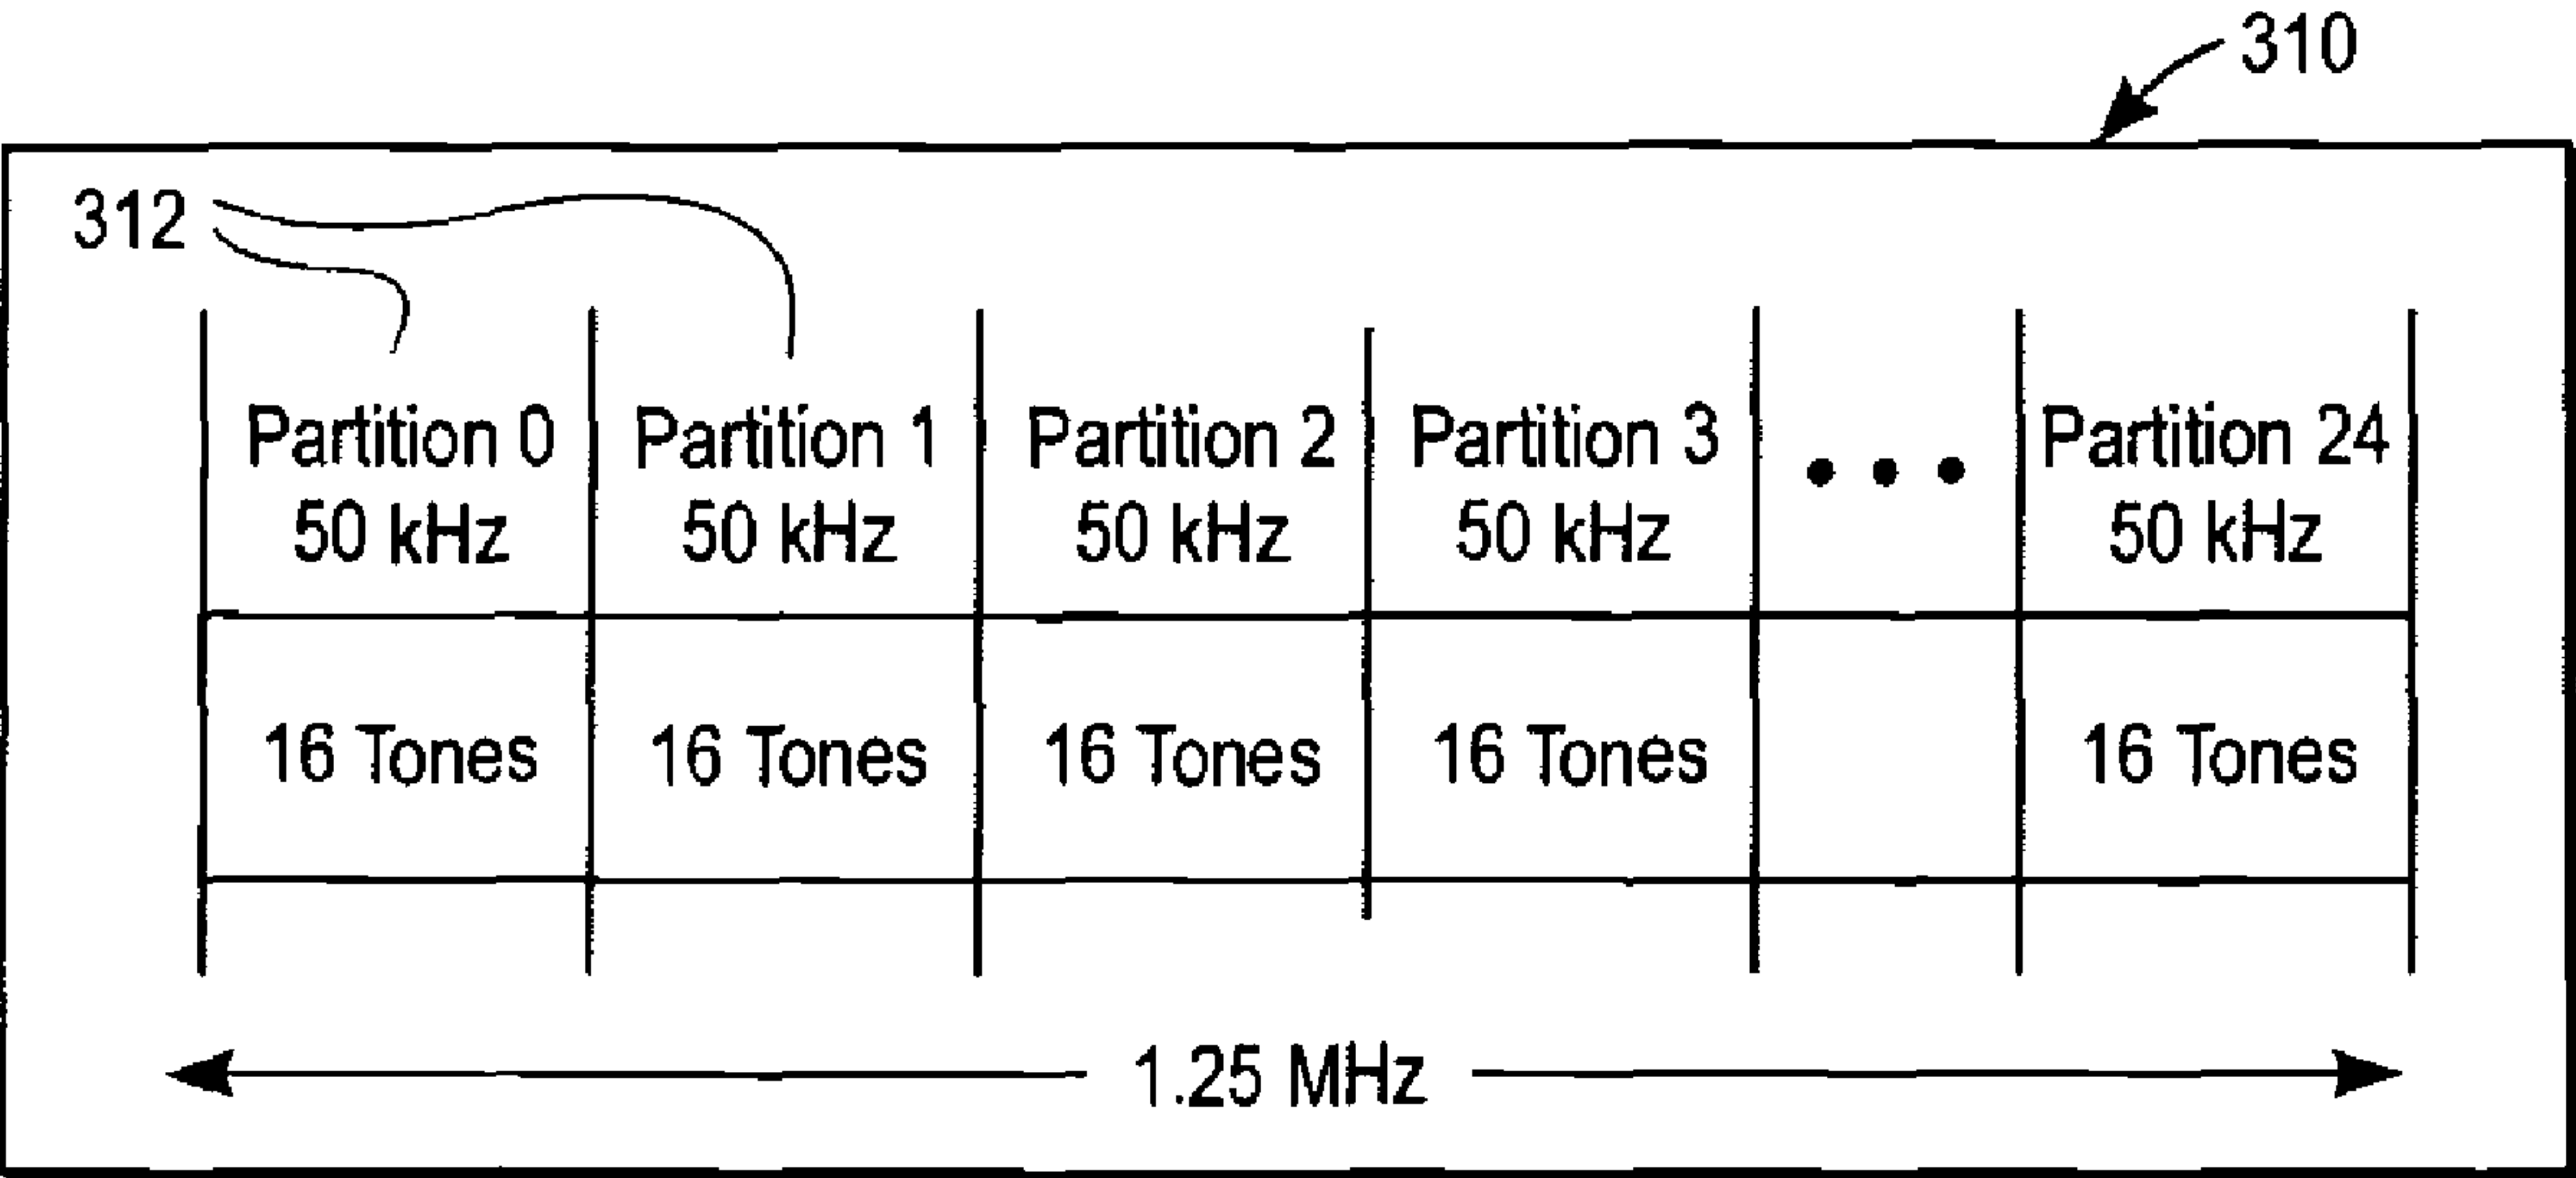 310
312
Partition 0 Partition 1 Partition 2 Partition 3 • • • Partition 24
50 kHz 50 kHz 50 kHz 50 kHz 50 kHz
16 Tones 16 Tones 16 Tones 16 Tones 16 Tones
1.25 MHz